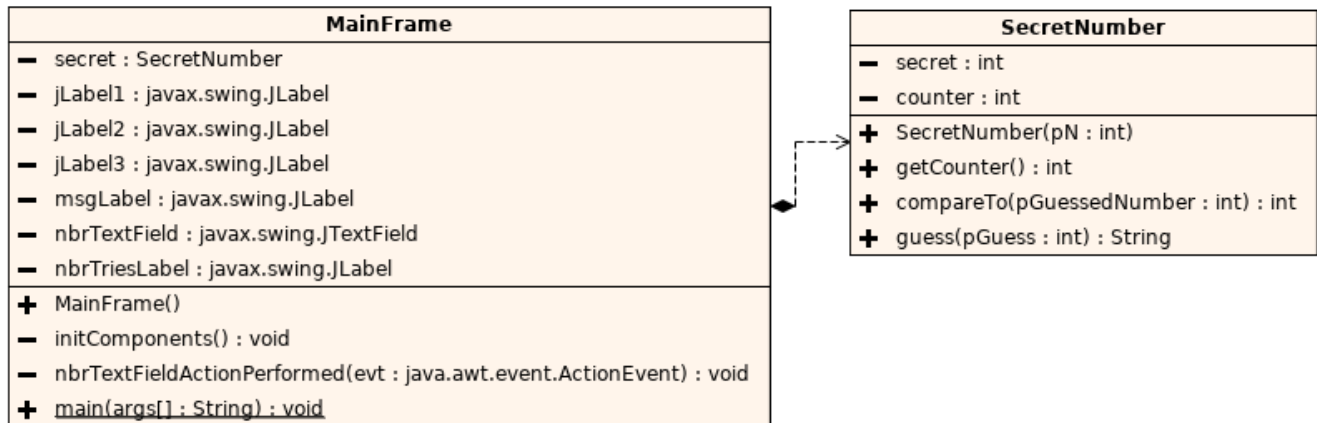 MainFrame
− secret : SecretNumber
− jLabel1 : javax.swing.JLabel
− jLabel2 : javax.swing.JLabel
− jLabel3 : javax.swing.JLabel
− msgLabel : javax.swing.JLabel
− nbrTextField : javax.swing.JTextField
− nbrTriesLabel : javax.swing.JLabel
+ MainFrame()
− initComponents() : void
− nbrTextFieldActionPerformed(evt : java.awt.event.ActionEvent) : void
+ main(args[] : String) : void
SecretNumber
− secret : int
− counter : int
+ SecretNumber(pN : int)
+ getCounter() : int
+ compareTo(pGuessedNumber : int) : int
+ guess(pGuess : int) : String